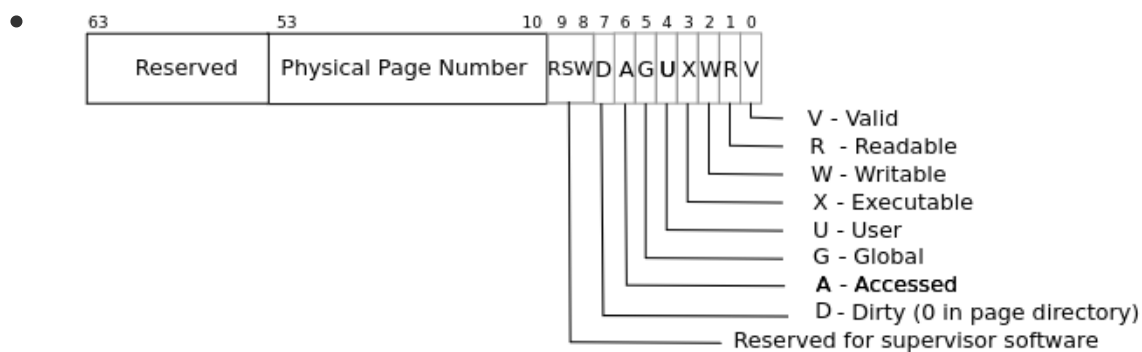 63 53 10 9 8 7 6 5 4 3 2 1 0
Reserved Physical Page Number RSW D A G U X W R V
V - Valid
R - Readable
W - Writable
X - Executable
U - User
G - Global
A - Accessed
D - Dirty (0 in page directory)
Reserved for supervisor software